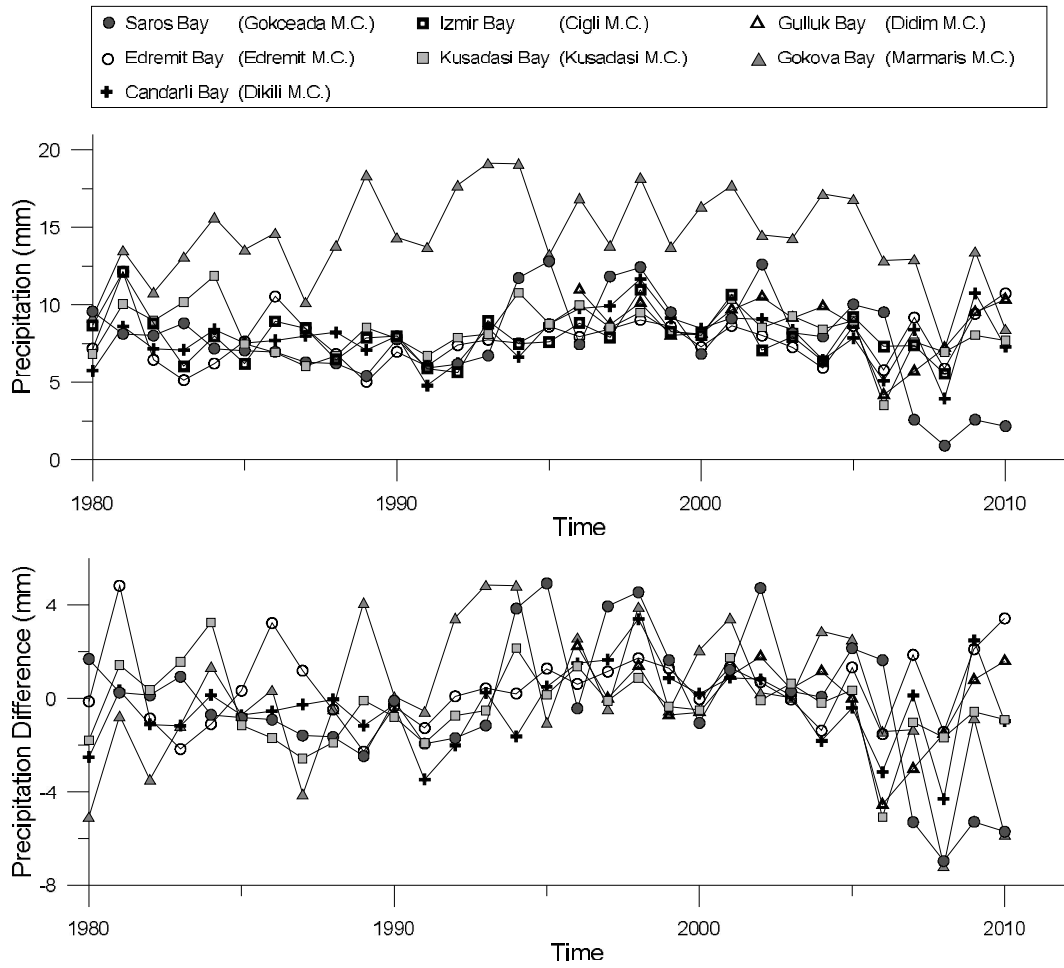 Saros Bay (Gokceada M.C.) Izmir Bay (Cigli M.C.) Gulluk Bay (Didim M.C.)
Edremit Bay (Edremit M.C.) Kusadasi Bay (Kusadasi M.C.) Gokova Bay (Marmaris M.C.)
Candarli Bay (Dikili M.C.)
20
15
10
5
0
Precipitation (mm)
1980 1990 2000 2010
Time
4
0
-4
-8
Precipitation Difference (mm)
1980 1990 2000 2010
Time